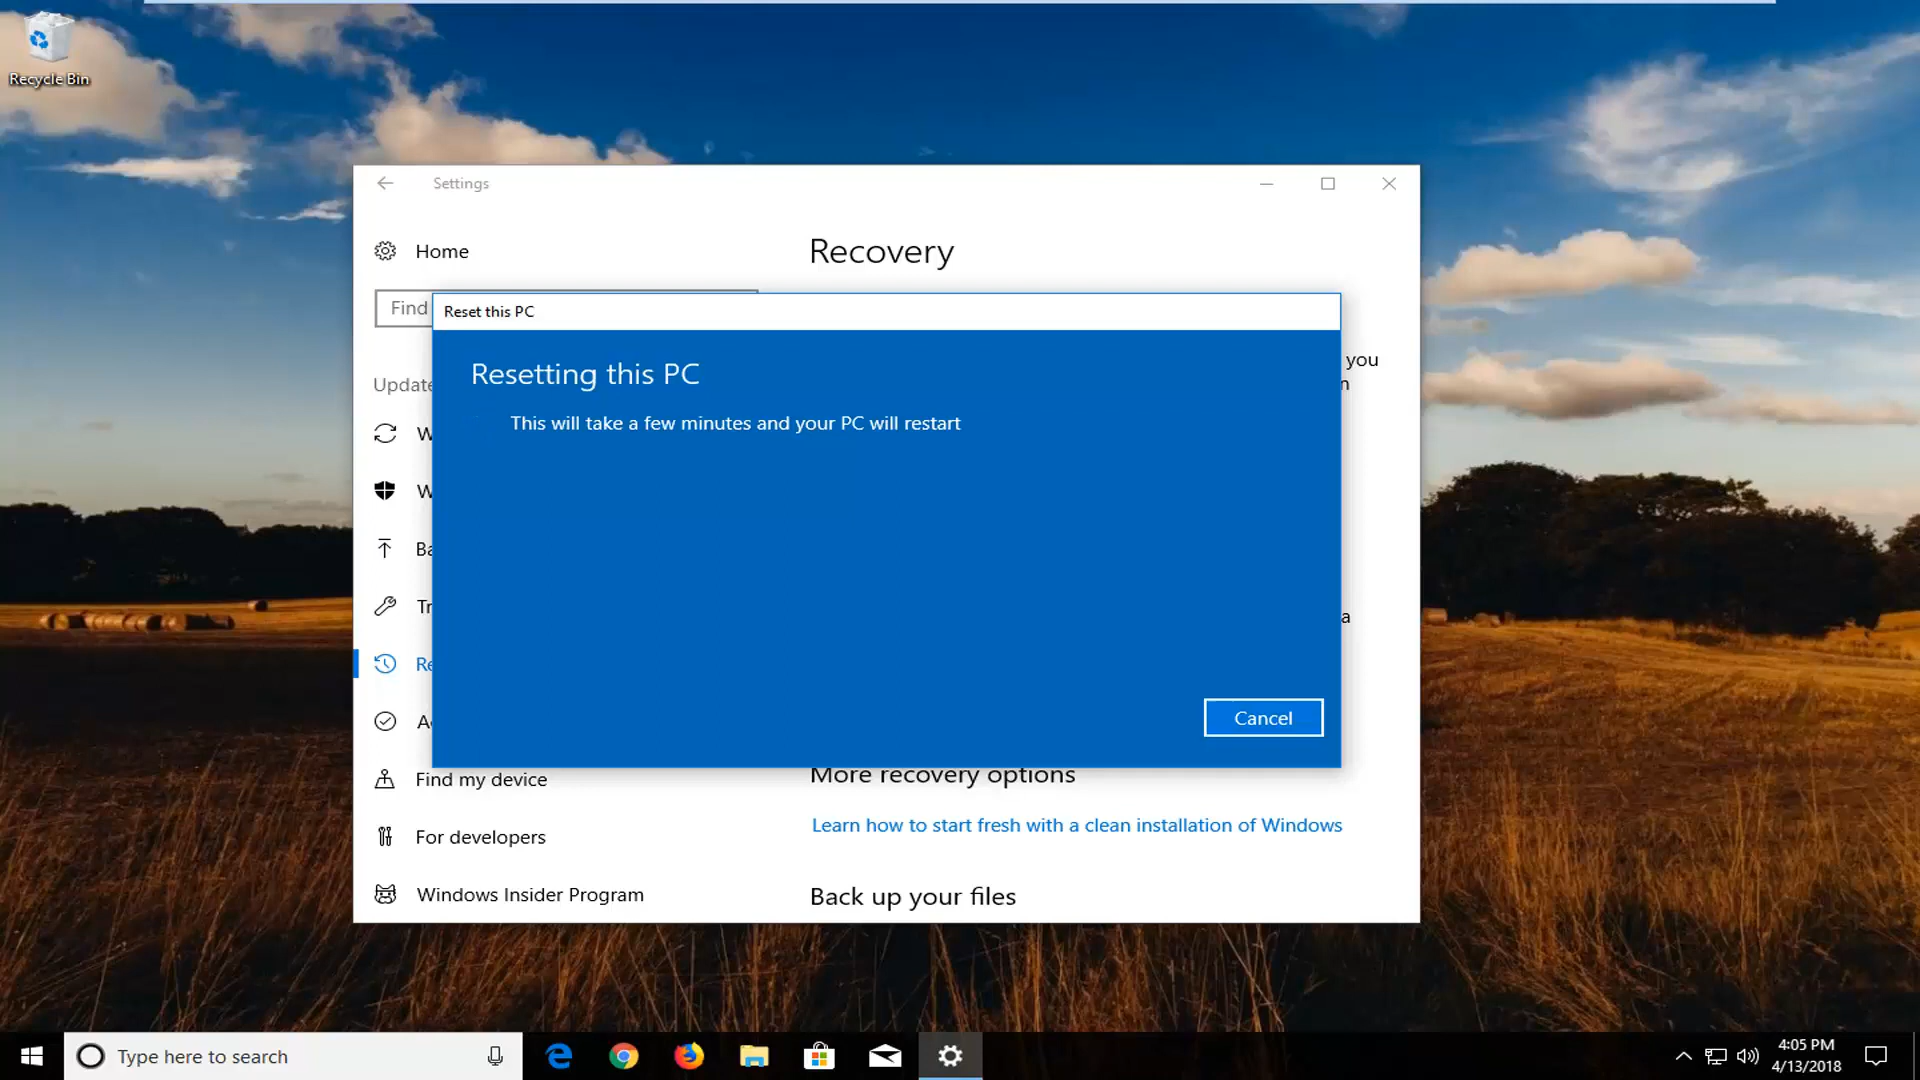 Recycle Bin
Settings
Home
Recovery
Find
Reset this PC
Resetting this PC
This will take a few minutes and your PC will restart
you
Update
W
W
Ba
Tr
a
Re
Cancel
Find my device
More recovery options
For developers
Learn how to start fresh with a clean installation of Windows
Windows Insider Program
Back up your files
Type here to search
4:05 PM
4/13/2018